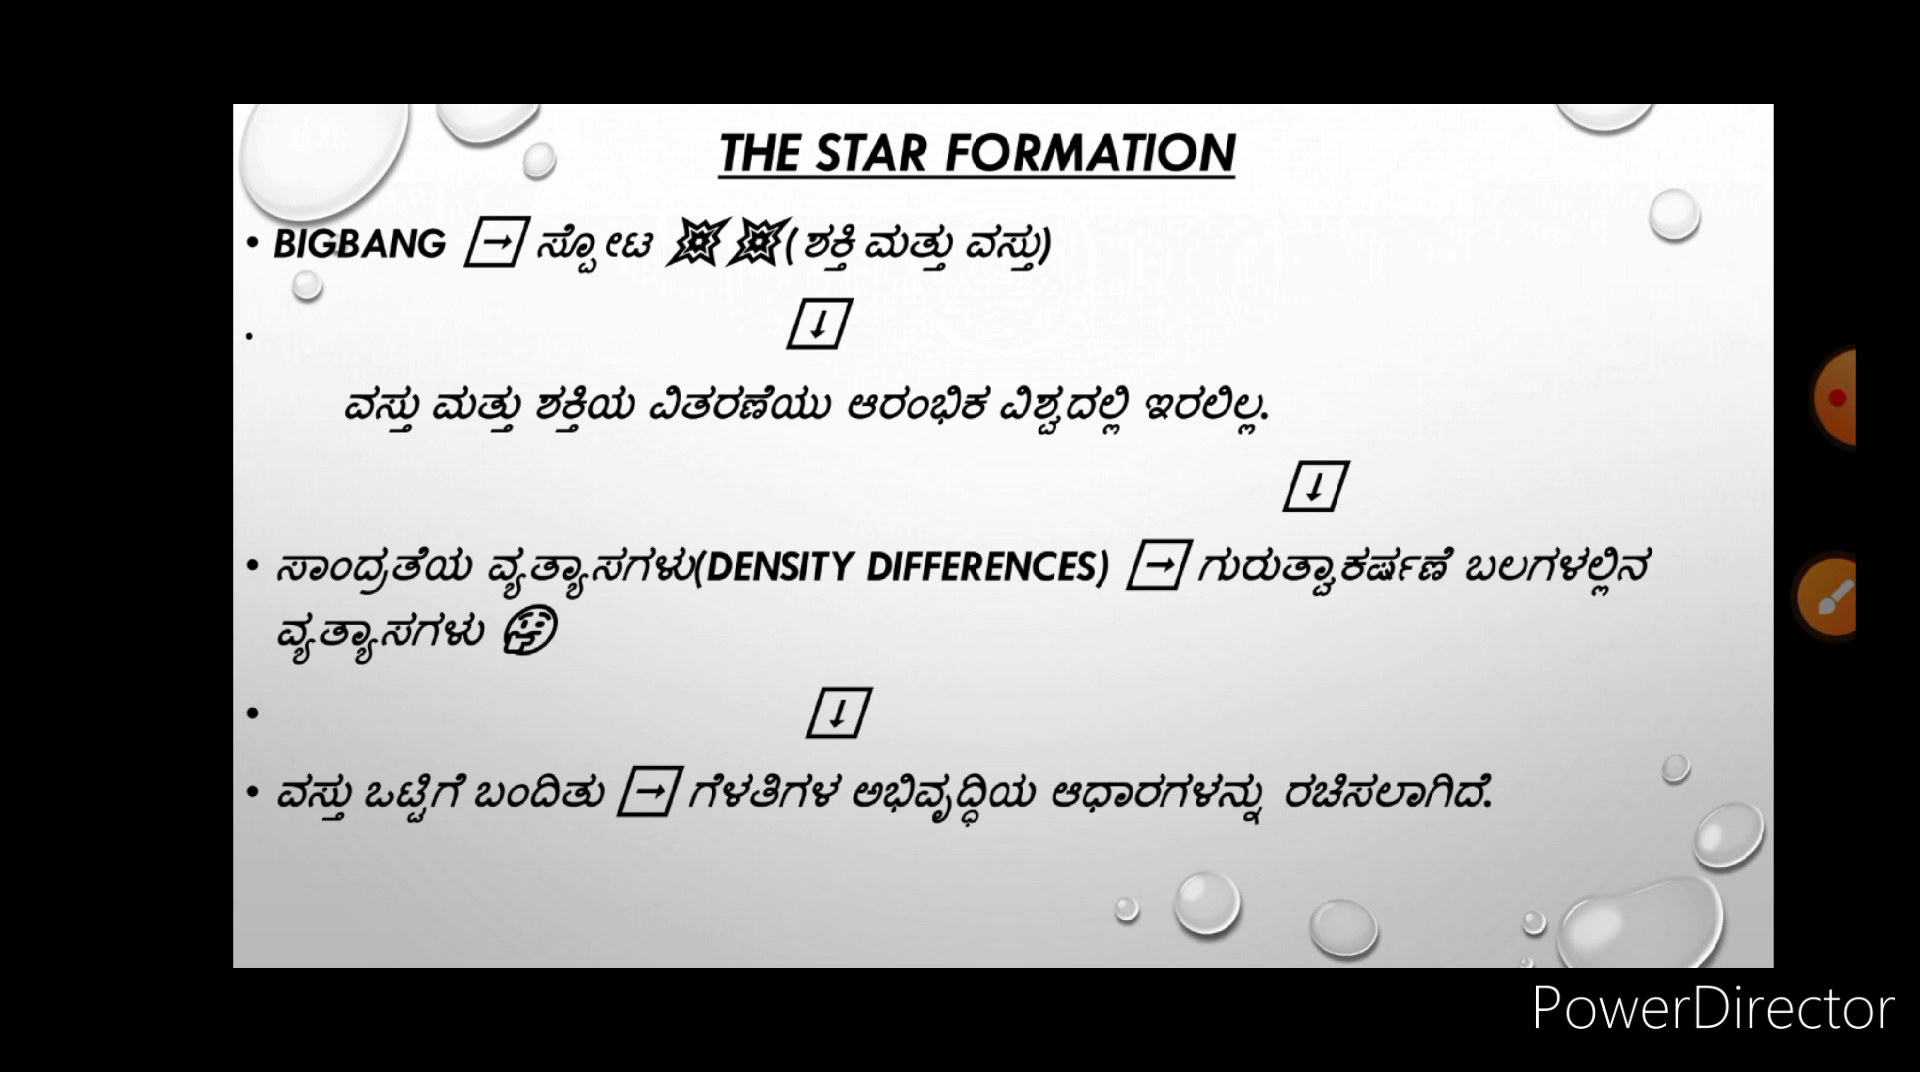 THE STAR FORMATION
• BIGBANG ➡ ಸ್ಪೋಟ 💥💥(ಶಕ್ತಿ ಮತ್ತು ವಸ್ತು)
• ⬇
ವಸ್ತು ಮತ್ತು ಶಕ್ತಿಯ ವಿತರಣೆಯು ಆರಂಭಿಕ ವಿಶ್ವದಲ್ಲಿ ಇರಲಿಲ್ಲ.
⬇
• ಸಾಂದ್ರತೆಯ ವ್ಯತ್ಯಾಸಗಳು(DENSITY DIFFERENCES) ➡ ಗುರುತ್ವಾಕರ್ಷಣೆ ಬಲಗಳಲ್ಲಿನ
ವ್ಯತ್ಯಾಸಗಳು 🤔
• ⬇
• ವಸ್ತು ಒಟ್ಟಿಗೆ ಬಂದಿತು ➡ ಗೆಳತಿಗಳ ಅಭಿವೃದ್ಧಿಯ ಆಧಾರಗಳನ್ನು ರಚಿಸಲಾಗಿದೆ.
PowerDirector